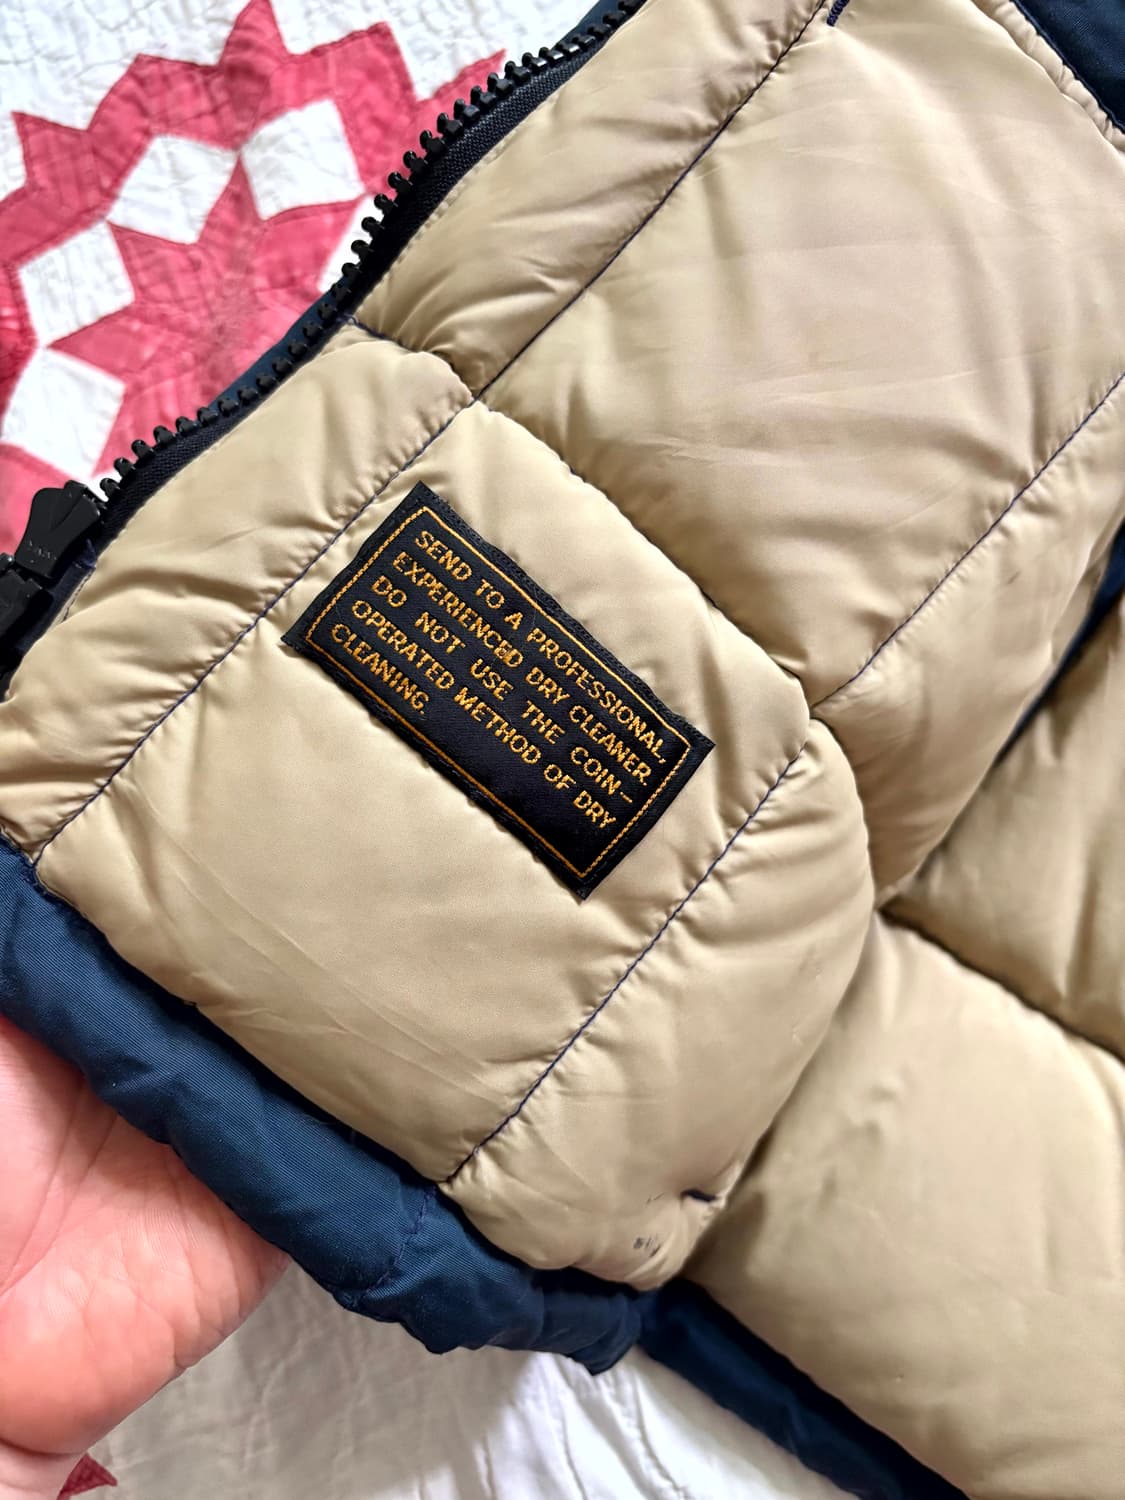 SEND TO A PROFESSIONAL,
EXPERIENCED DRY CLEANER.
DO NOT USE THE COIN-
OPERATED METHOD OF DRY
CLEANING.